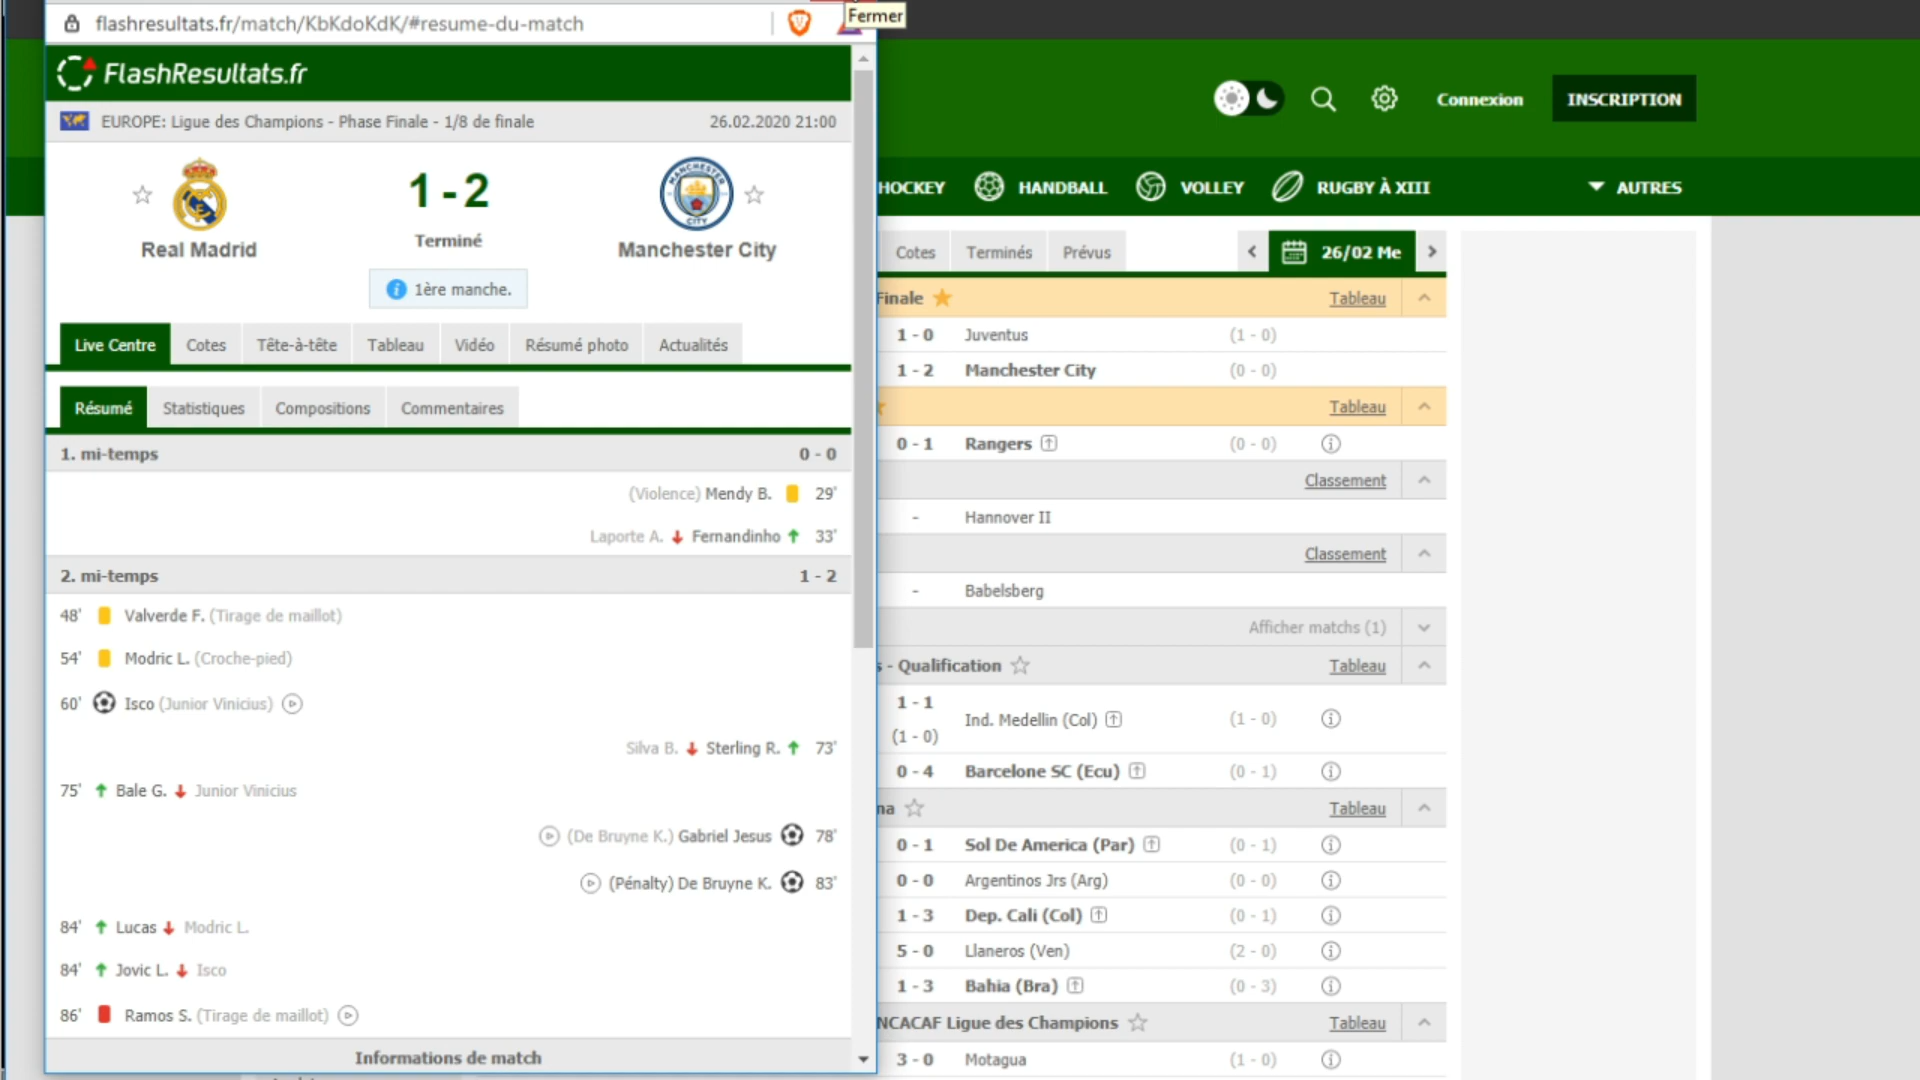 flashresultats.fr/match/KbKdoKdK/#resume-du-match
Fermer
FlashResultats.fr
EUROPE: Ligue des Champions - Phase Finale - 1/8 de finale 26.02.2020 21:00
1 - 2
Terminé
Real Madrid Manchester City
1ère manche.
Live Centre Cotes Tête-à-tête Tableau Vidéo Résumé photo Actualités
Résumé Statistiques Compositions Commentaires
1. mi-temps 0 - 0
(Violence) Mendy B. 29'
Laporte A. Fernandinho 33'
2. mi-temps 1 - 2
48' Valverde F. (Tirage de maillot)
54' Modric L. (Croche-pied)
60' Isco (Junior Vinicius)
Silva B. Sterling R. 73'
75' Bale G. Junior Vinicius
(De Bruyne K.) Gabriel Jesus 78'
(Pénalty) De Bruyne K. 83'
84' Lucas Modric L.
84' Jovic L. Isco
86' Ramos S. (Tirage de maillot)
Informations de match
Connexion INSCRIPTION
HOCKEY HANDBALL VOLLEY RUGBY À XIII AUTRES
Cotes Terminés Prévus 26/02 Me
Finale Tableau
1 - 0 Juventus (1 - 0)
1 - 2 Manchester City (0 - 0)
Tableau
0 - 1 Rangers (0 - 0)
Classement
- Hannover II
Classement
- Babelsberg
Afficher matchs (1)
s - Qualification Tableau
1 - 1
(1 - 0)
Ind. Medellin (Col) (1 - 0)
0 - 4 Barcelone SC (Ecu) (0 - 1)
na Tableau
0 - 1 Sol De America (Par) (0 - 1)
0 - 0 Argentinos Jrs (Arg) (0 - 0)
1 - 3 Dep. Cali (Col) (0 - 1)
5 - 0 Llaneros (Ven) (2 - 0)
1 - 3 Bahia (Bra) (0 - 3)
NCACAF Ligue des Champions Tableau
3 - 0 Motagua (1 - 0)